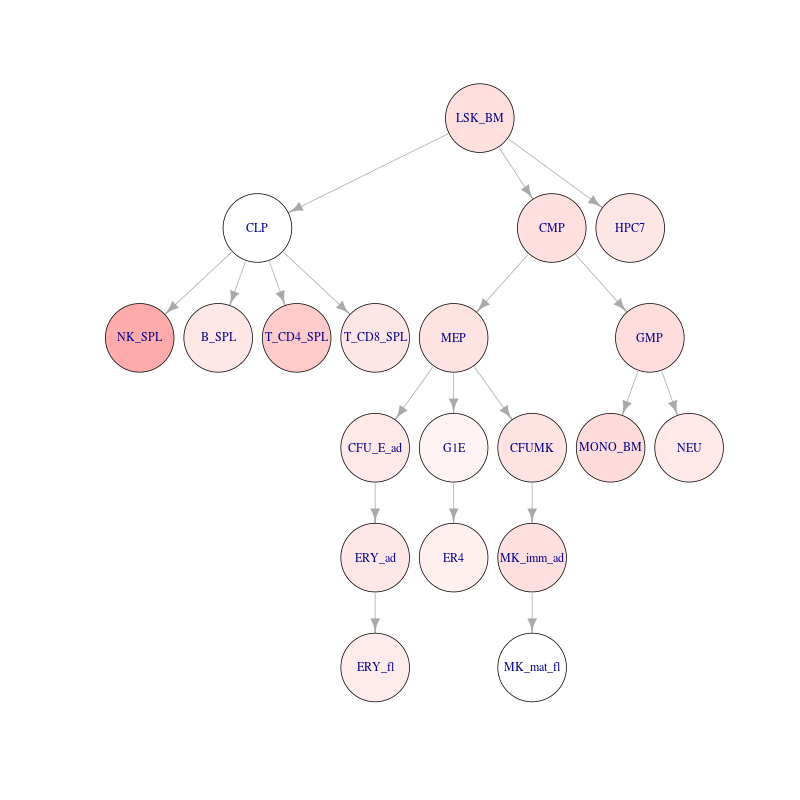 LSK_BM
CLP
CMP
HPC7
NK_SPL
B_SPL
T_CD4_SPL
T_CD8_SPL
MEP
GMP
CFU_E_ad
G1E
CFUMK
MONO_BM
NEU
ERY_ad
ER4
MK_imm_ad
ERY_fl
MK_mat_fl